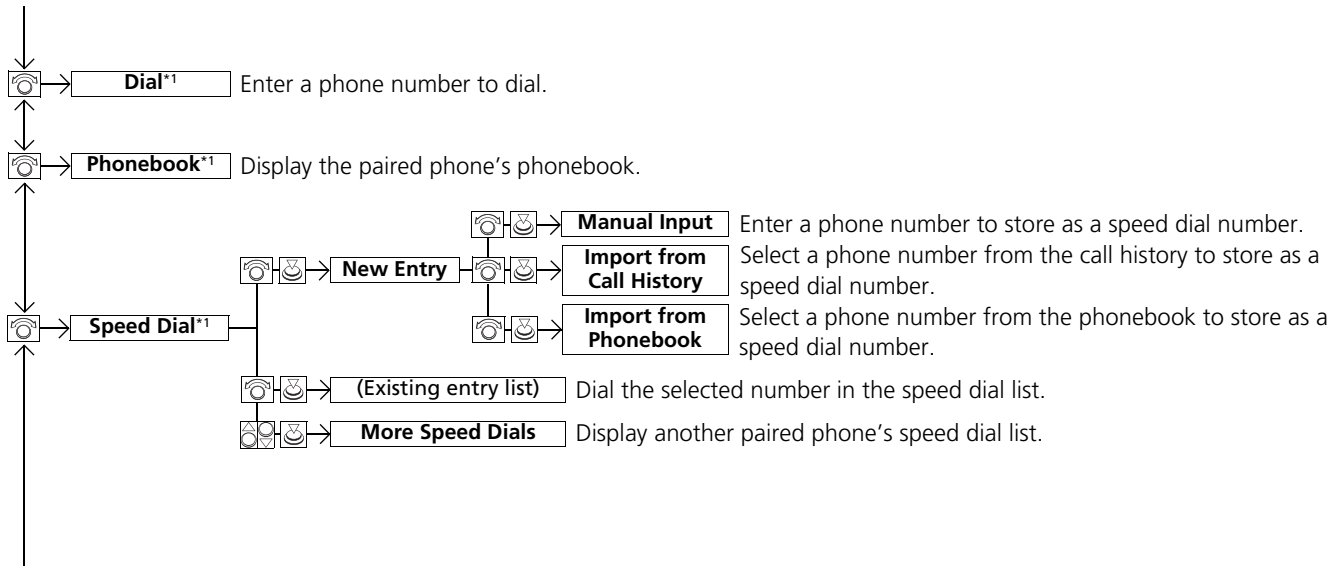 Dial*1 Enter a phone number to dial.
Phonebook*1 Display the paired phone's phonebook.
Manual Input Enter a phone number to store as a speed dial number.
New Entry
Import from
Call History
Select a phone number from the call history to store as a
speed dial number.
Speed Dial*1
Import from
Phonebook
Select a phone number from the phonebook to store as a
speed dial number.
(Existing entry list) Dial the selected number in the speed dial list.
More Speed Dials Display another paired phone's speed dial list.